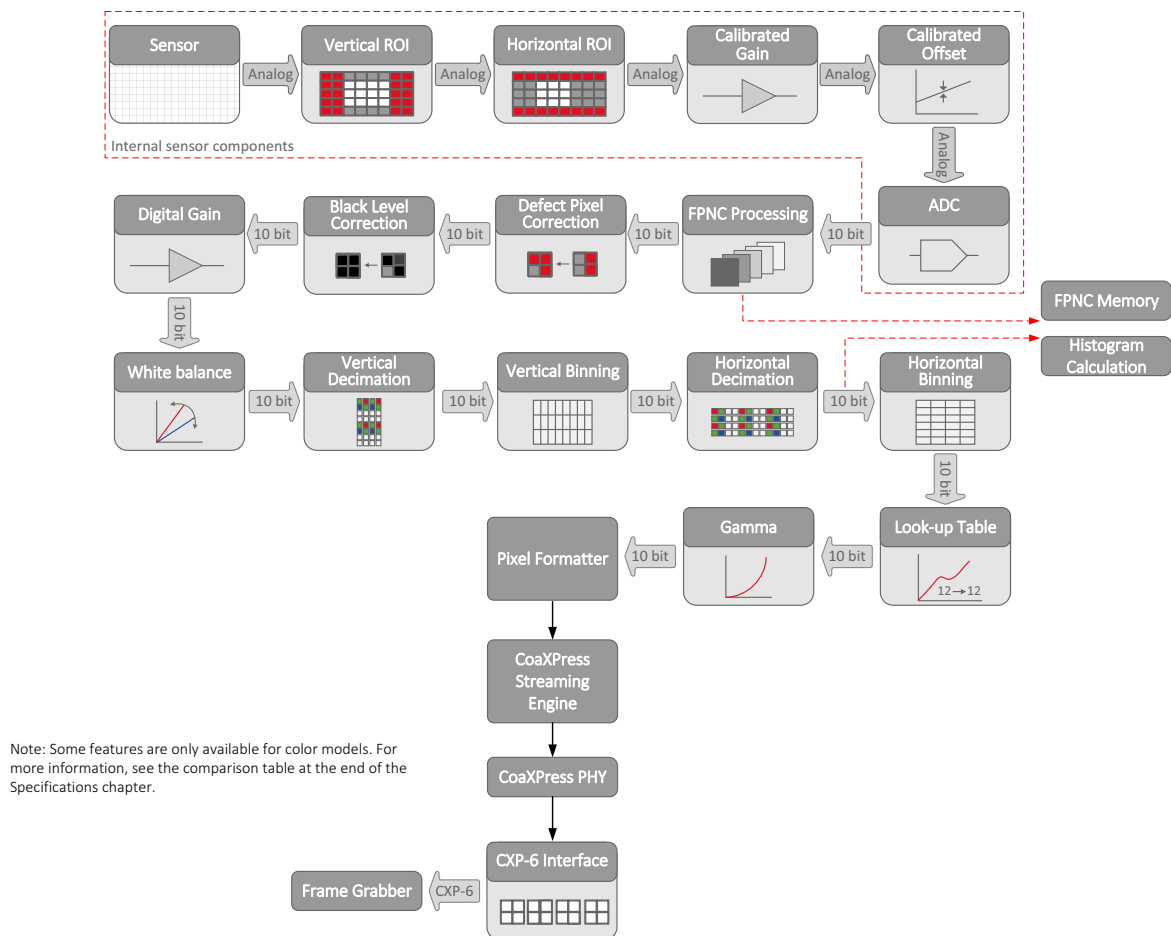 Sensor
Analog
Vertical ROI
Analog
Horizontal ROI
Analog
Calibrated
Gain
Analog
Calibrated
Offset
Internal sensor components
Analog
ADC
10 bit
FPNC Processing
10 bit
Defect Pixel
Correction
10 bit
Black Level
Correction
10 bit
Digital Gain
FPNC Memory
Histogram
Calculation
10 bit
White balance
10 bit
Vertical
Decimation
10 bit
Vertical Binning
10 bit
Horizontal
Decimation
10 bit
Horizontal
Binning
10 bit
Look-up Table
12→12
10 bit
Gamma
10 bit
Pixel Formatter
CoaXPress
Streaming
Engine
Note: Some features are only available for color models. For
more information, see the comparison table at the end of the
Specifications chapter.
CoaXPress PHY
CXP-6 Interface
CXP-6
Frame Grabber